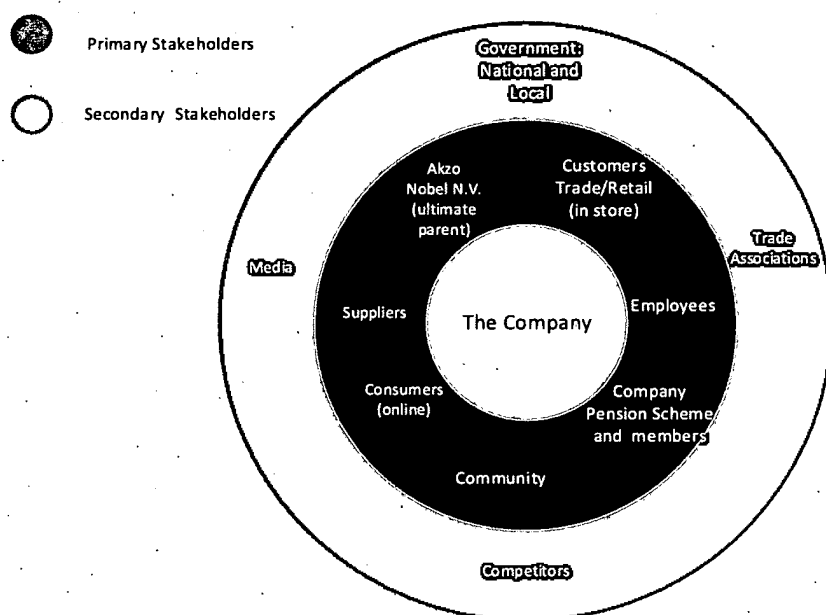 Primary Stakeholders
Secondary Stakeholders
Government:
National and
Local
Akzo
Nobel N.V.
(ultimate
parent)
Customers
Trade/Retail
(in store)
Media
Trade
Associations
Suppliers
The Company
Employees
Consumers
(online)
Company
Pension Scheme
and members
Community
Competitors